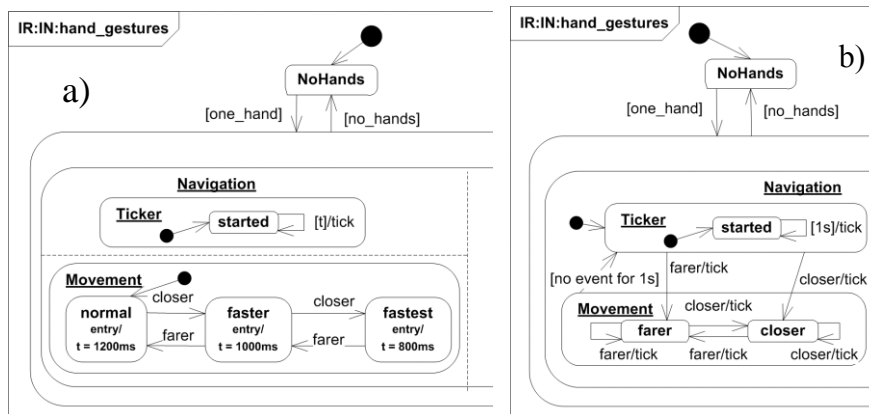 IR:IN:hand_gestures
a)
NoHands
[one_hand]
[no_hands]
Navigation
Ticker
started
[t]/tick
Movement
closer
closer
normal
entry/
t = 1200ms
faster
entry/
t = 1000ms
fastest
entry/
t = 800ms
farer
farer
IR:IN:hand_gestures
b)
NoHands
[one_hand]
[no_hands]
Navigation
Ticker
started
[1s]/tick
[no event for 1s]
farer/tick
closer/tick
Movement
closer/tick
farer
closer
farer/tick
farer/tick
closer/tick